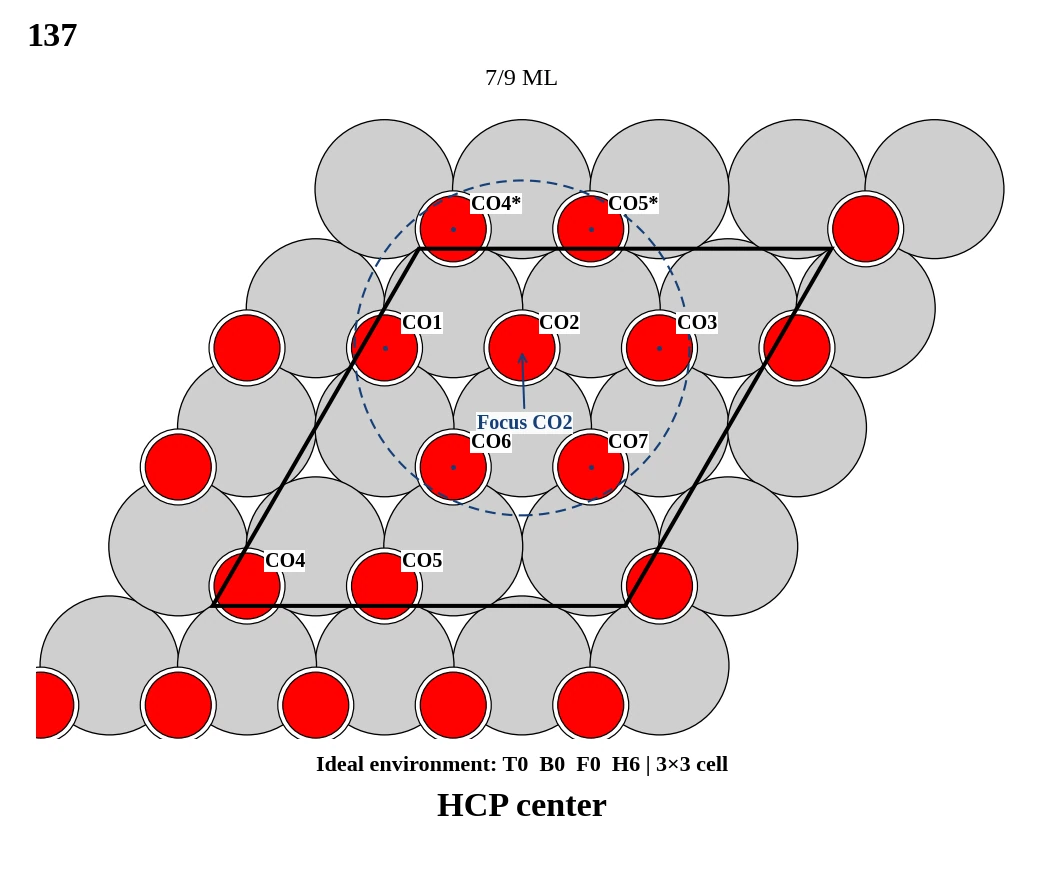 137
7/9 ML
CO4*
CO5*
CO1
CO2
CO3
Focus CO2
CO6
CO7
CO4
CO5
Ideal environment: T0 B0 F0 H6 | 3×3 cell
HCP center